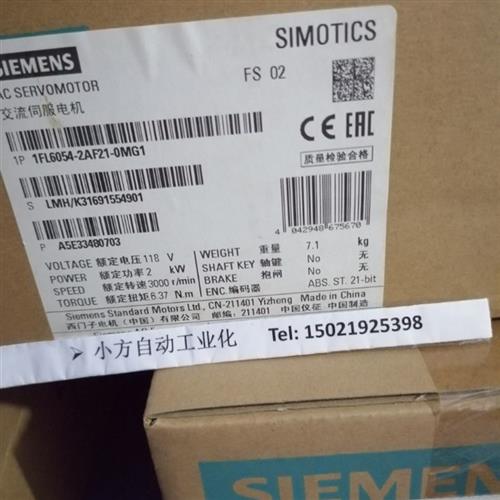 SIEMENS
SIMOTICS
AC SERVOMOTOR
FS 02
交流伺服电机
CE EAC
1P 1FL6054-2AF21-0MG1
质量检验合格
S LMH/K31691554901
P A5E33480703
4 042948 675670
VOLTAGE 额定电压 118 V WEIGHT 重量 7.1 kg
POWER 额定功率 2 kW SHAFT KEY 轴键 No 无
SPEED 额定转速 3000 r/min BRAKE 抱闸 No 无
TORQUE 额定扭矩 6.37 N.m ENC.编码器 ABS. ST. 21-bit
Siemens Standard Motors Ltd., CN-211401 Yizheng Made in China
西门子电机（中国）有限公司 邮编：211401 中国仪征 中国制造
小方自动工业化 Tel: 15021925398
SIEMENS